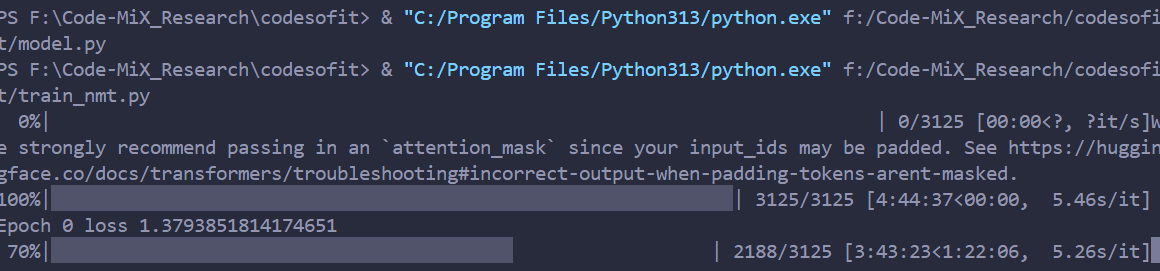 PS F:\Code-MiX_Research\codesofit> & "C:/Program Files/Python313/python.exe" f:/Code-MiX_Research/codesofi
t/model.py
PS F:\Code-MiX_Research\codesofit> & "C:/Program Files/Python313/python.exe" f:/Code-MiX_Research/codesofi
t/train_nmt.py
0%| | 0/3125 [00:00<?, ?it/s]W
e strongly recommend passing in an `attention_mask` since your input_ids may be padded. See https://huggin
gface.co/docs/transformers/troubleshooting#incorrect-output-when-padding-tokens-arent-masked.
100%| | 3125/3125 [4:44:37<00:00, 5.46s/it]
Epoch 0 loss 1.3793851814174651
70%| | 2188/3125 [3:43:23<1:22:06, 5.26s/it]